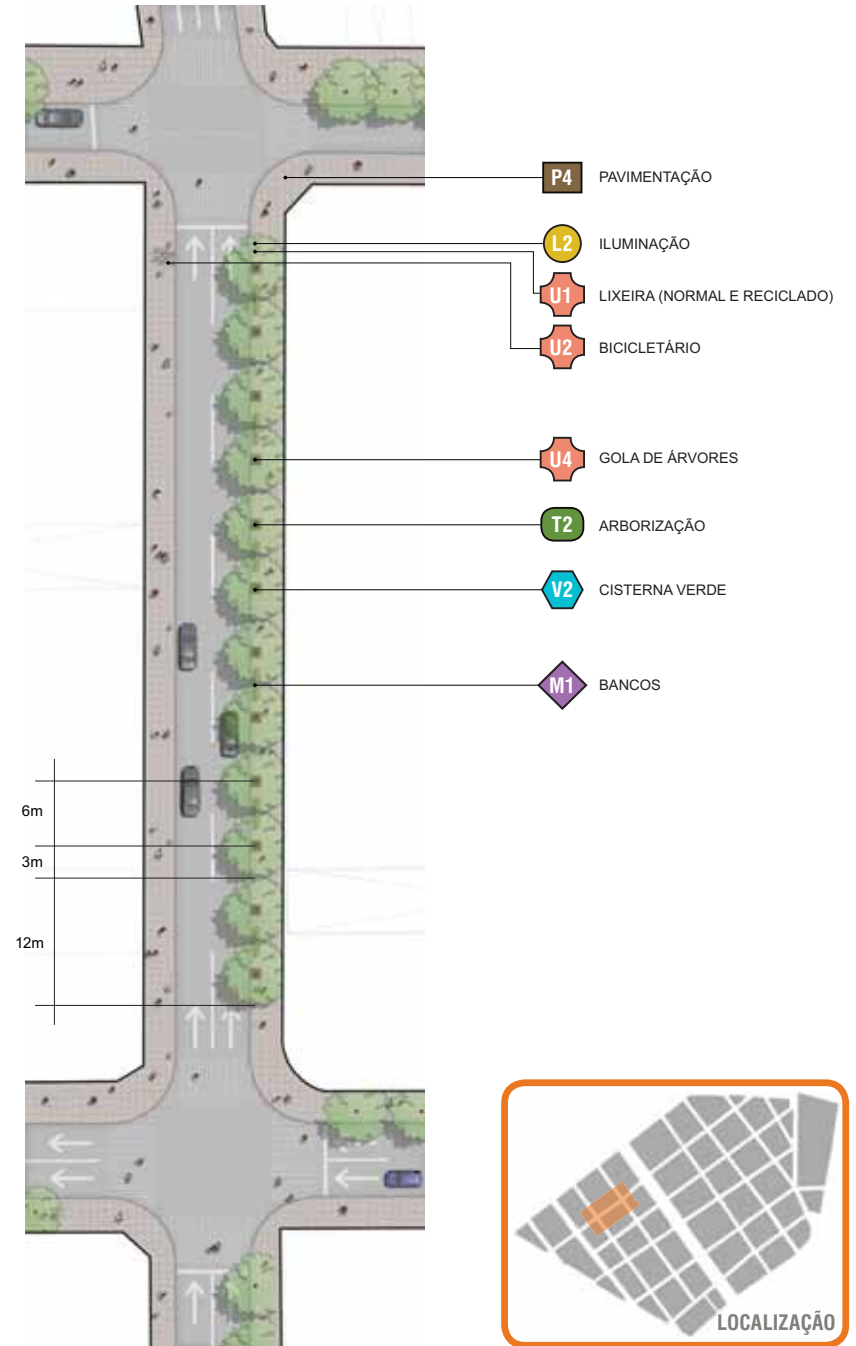 P4 PAVIMENTAÇÃO
L2 ILUMINAÇÃO
U1 LIXEIRA (NORMAL E RECICLADO)
U2 BICICLETÁRIO
U4 GOLA DE ÁRVORES
T2 ARBORIZAÇÃO
V2 CISTERNA VERDE
M1 BANCOS
6m
3m
12m
LOCALIZAÇÃO